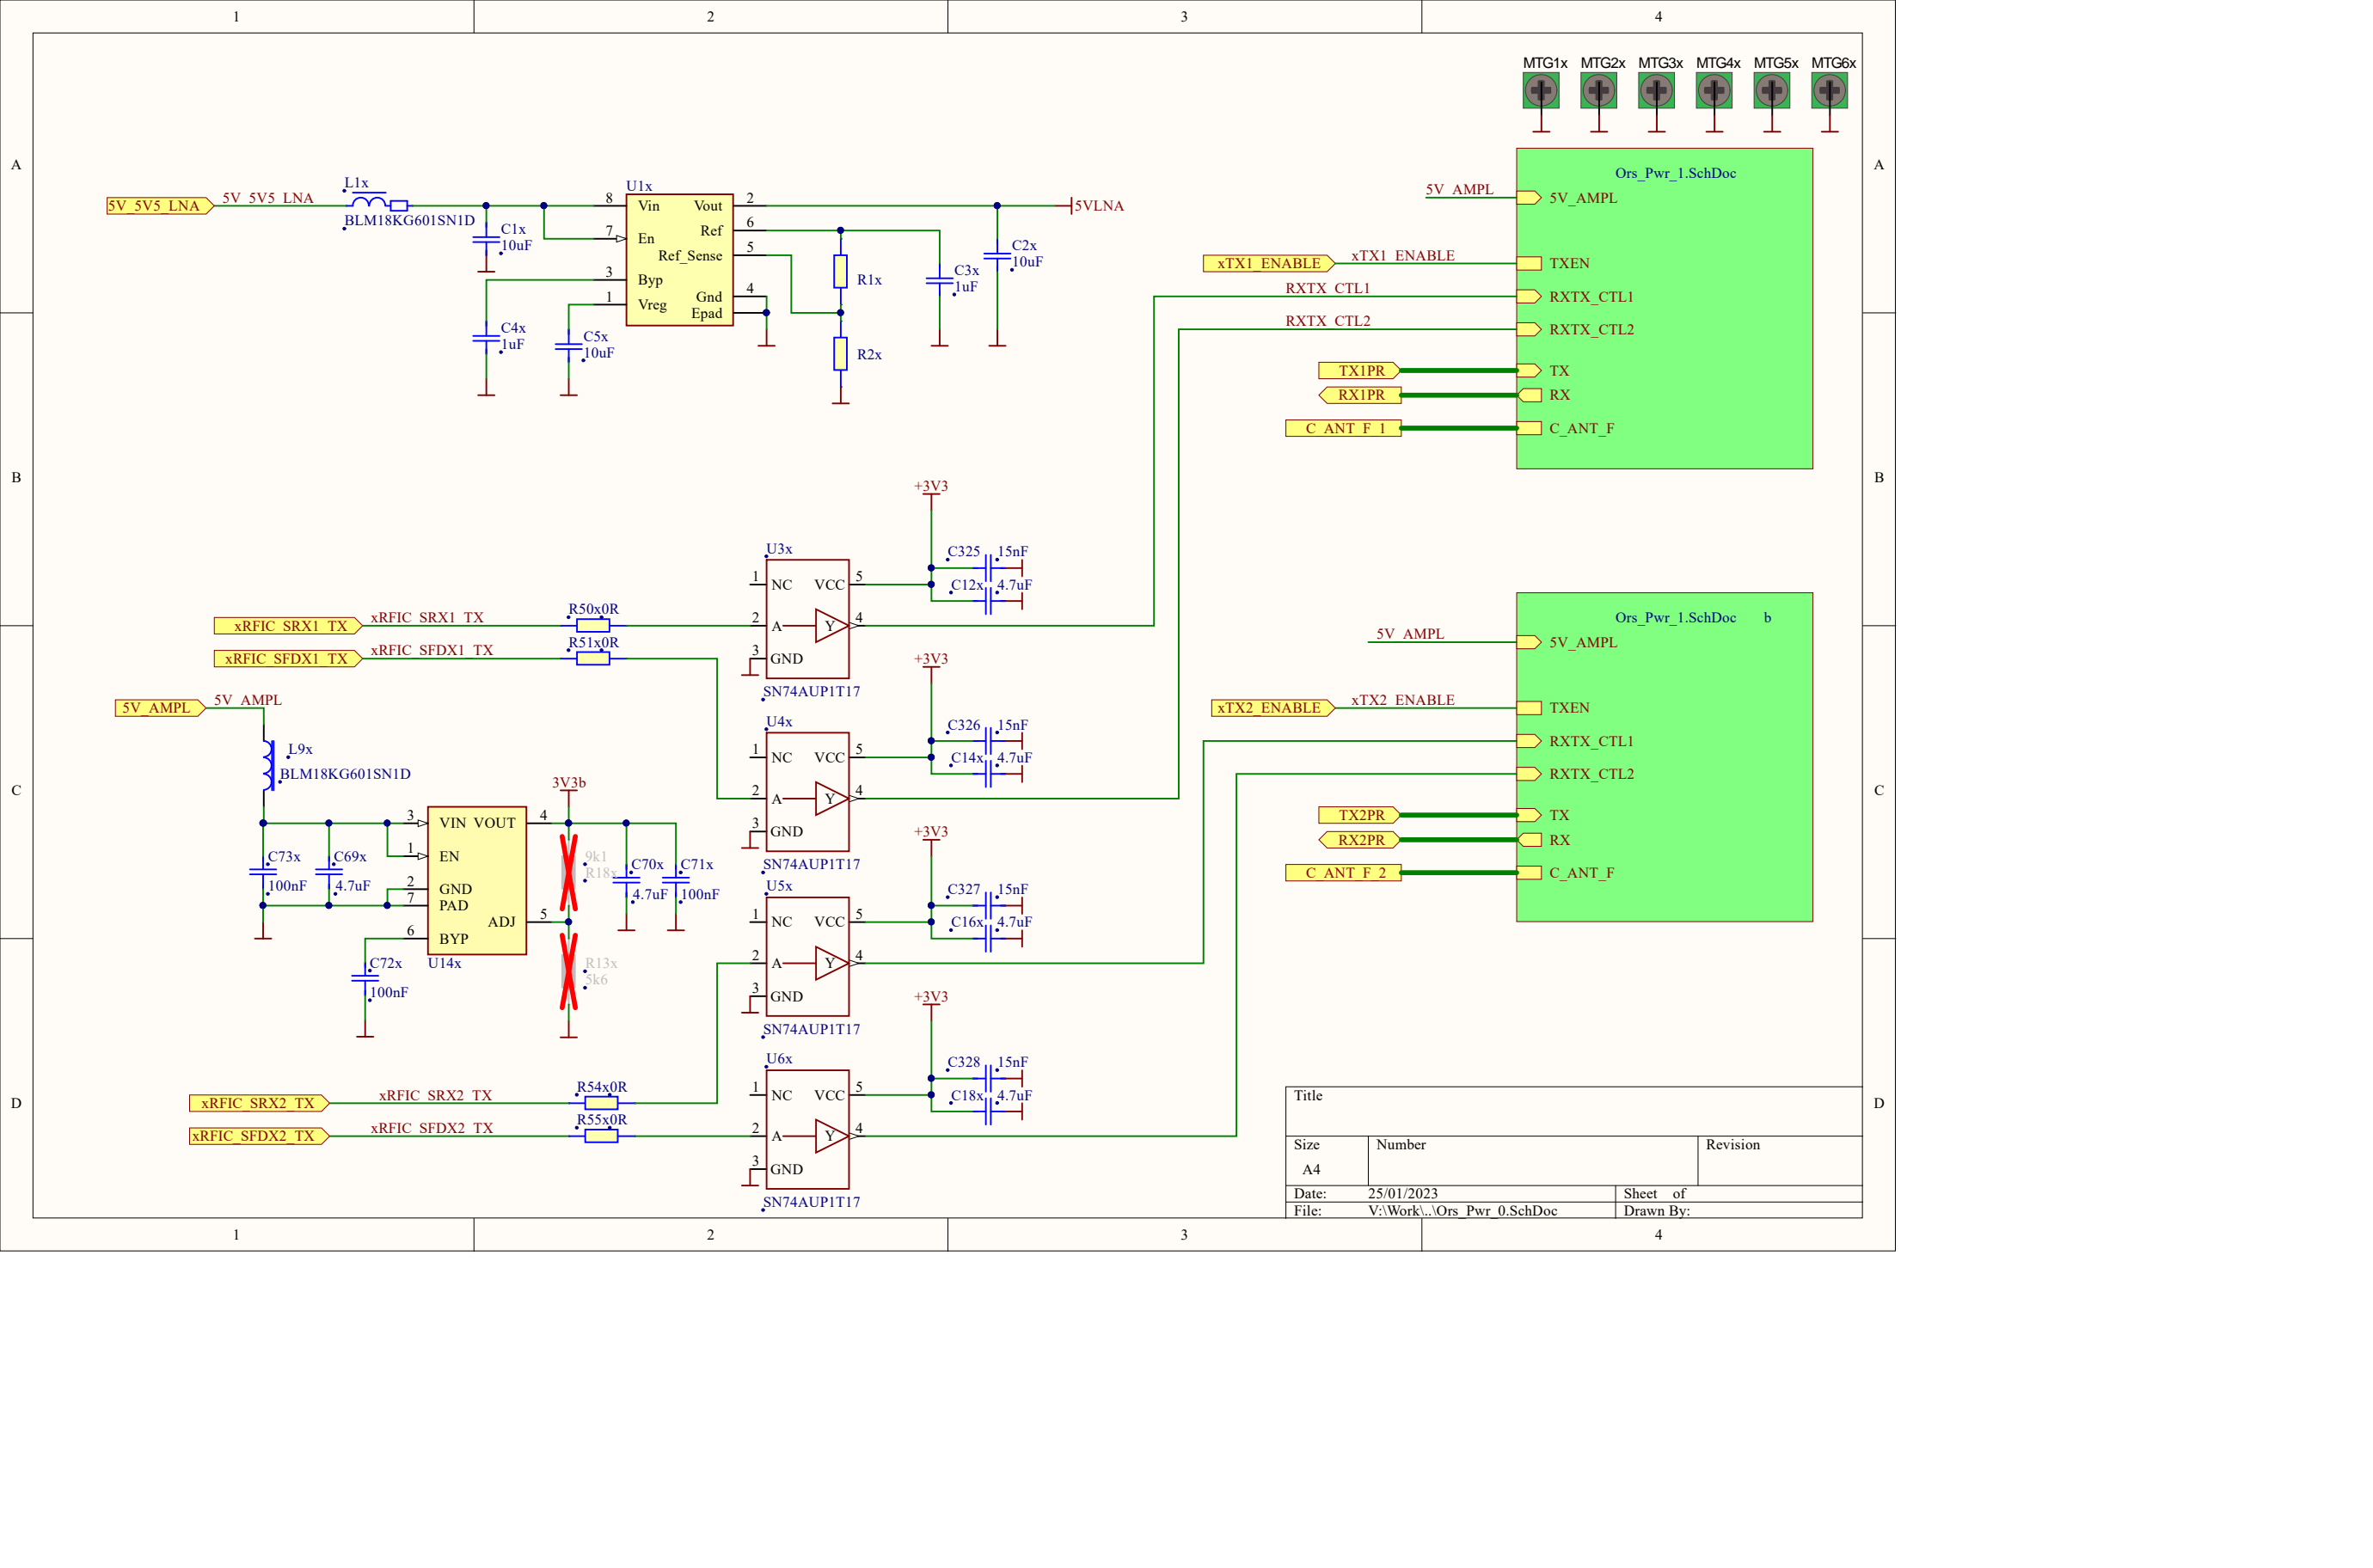 1 2 3 4
MTG1x MTG2x MTG3x MTG4x MTG5x MTG6x
A A
5V_5V5_LNA 5V_5V5_LNA
L1x
BLM18KG601SN1D
C1x
10uF
C4x
1uF
C5x
10uF
U1x
8 Vin Vout 2
7 En Ref 6
Ref_Sense 5
3 Byp
1 Vreg Gnd 4
Epad
R1x
R2x
C3x
1uF
C2x
10uF
5VLNA
Ors_Pwr_1.SchDoc
5V_AMPL 5V_AMPL
xTX1_ENABLE xTX1_ENABLE TXEN
RXTX_CTL1 RXTX_CTL1
RXTX_CTL2 RXTX_CTL2
TX1PR TX
RX1PR RX
C_ANT_F_1 C_ANT_F
B B
+3V3
U3x
1 NC VCC 5
2 A Y 4
3 GND
SN74AUP1T17
C325 15nF
C12x 4.7uF
xRFIC_SRX1_TX xRFIC_SRX1_TX R50x0R
xRFIC_SFDX1_TX xRFIC_SFDX1_TX R51x0R
+3V3
U4x
1 NC VCC 5
2 A Y 4
3 GND
SN74AUP1T17
C326 15nF
C14x 4.7uF
Ors_Pwr_1.SchDoc b
5V_AMPL 5V_AMPL
xTX2_ENABLE xTX2_ENABLE TXEN
RXTX_CTL1
RXTX_CTL2
TX2PR TX
RX2PR RX
C_ANT_F_2 C_ANT_F
C C
5V_AMPL 5V_AMPL
L9x
BLM18KG601SN1D
C73x
100nF
C69x
4.7uF
3 VIN VOUT 4
1 EN
2 GND
7 PAD
ADJ 5
6 BYP
U14x
C72x
100nF
3V3b
9k1
R18x
R13x
5k6
C70x
4.7uF
C71x
100nF
+3V3
U5x
1 NC VCC 5
2 A Y 4
3 GND
SN74AUP1T17
C327 15nF
C16x 4.7uF
D D
xRFIC_SRX2_TX xRFIC_SRX2_TX R54x0R
xRFIC_SFDX2_TX xRFIC_SFDX2_TX R55x0R
+3V3
U6x
1 NC VCC 5
2 A Y 4
3 GND
SN74AUP1T17
C328 15nF
C18x 4.7uF
Title
Size Number Revision
A4
Date: 25/01/2023 Sheet of
File: V:\Work\..\Ors_Pwr_0.SchDoc Drawn By:
1 2 3 4